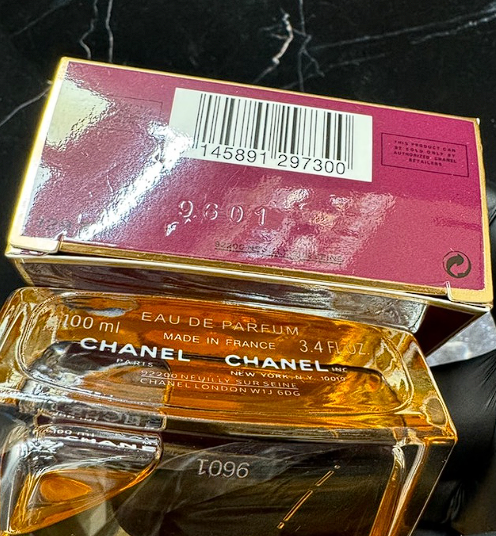 145891 297300
THIS PRODUCT CAN
BE SOLD ONLY BY
AUTHORIZED CHANEL
RETAILERS
9601
100 ml EAU DE PARFUM 3.4 FL. OZ.
MADE IN FRANCE
CHANEL CHANEL INC
PARIS NEW YORK N.Y. 10019
92200 NEUILLY SUR SEINE
CHANEL LONDON W1J 6DG
CHANE
9601